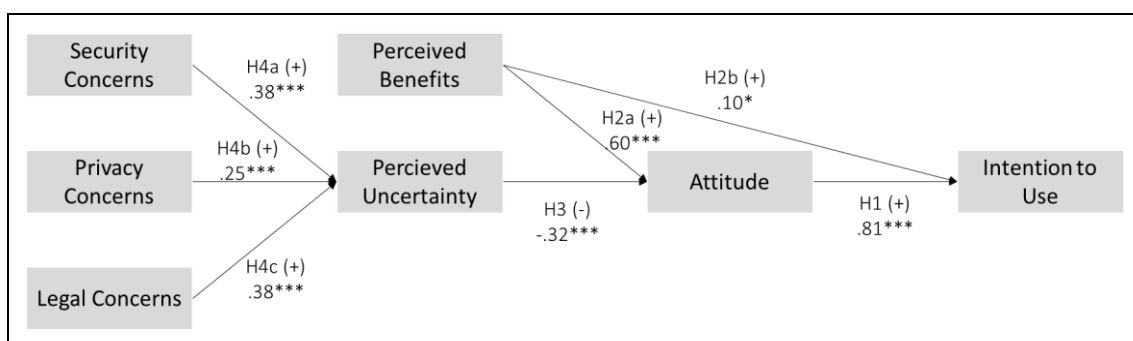 Security
Concerns
H4a (+)
.38***
Perceived
Benefits
H2b (+)
.10*
H2a (+)
.60***
Privacy
Concerns
H4b (+)
.25***
Percieved
Uncertainty
H3 (-)
-.32***
Attitude
H1 (+)
.81***
Intention to
Use
Legal Concerns
H4c (+)
.38***